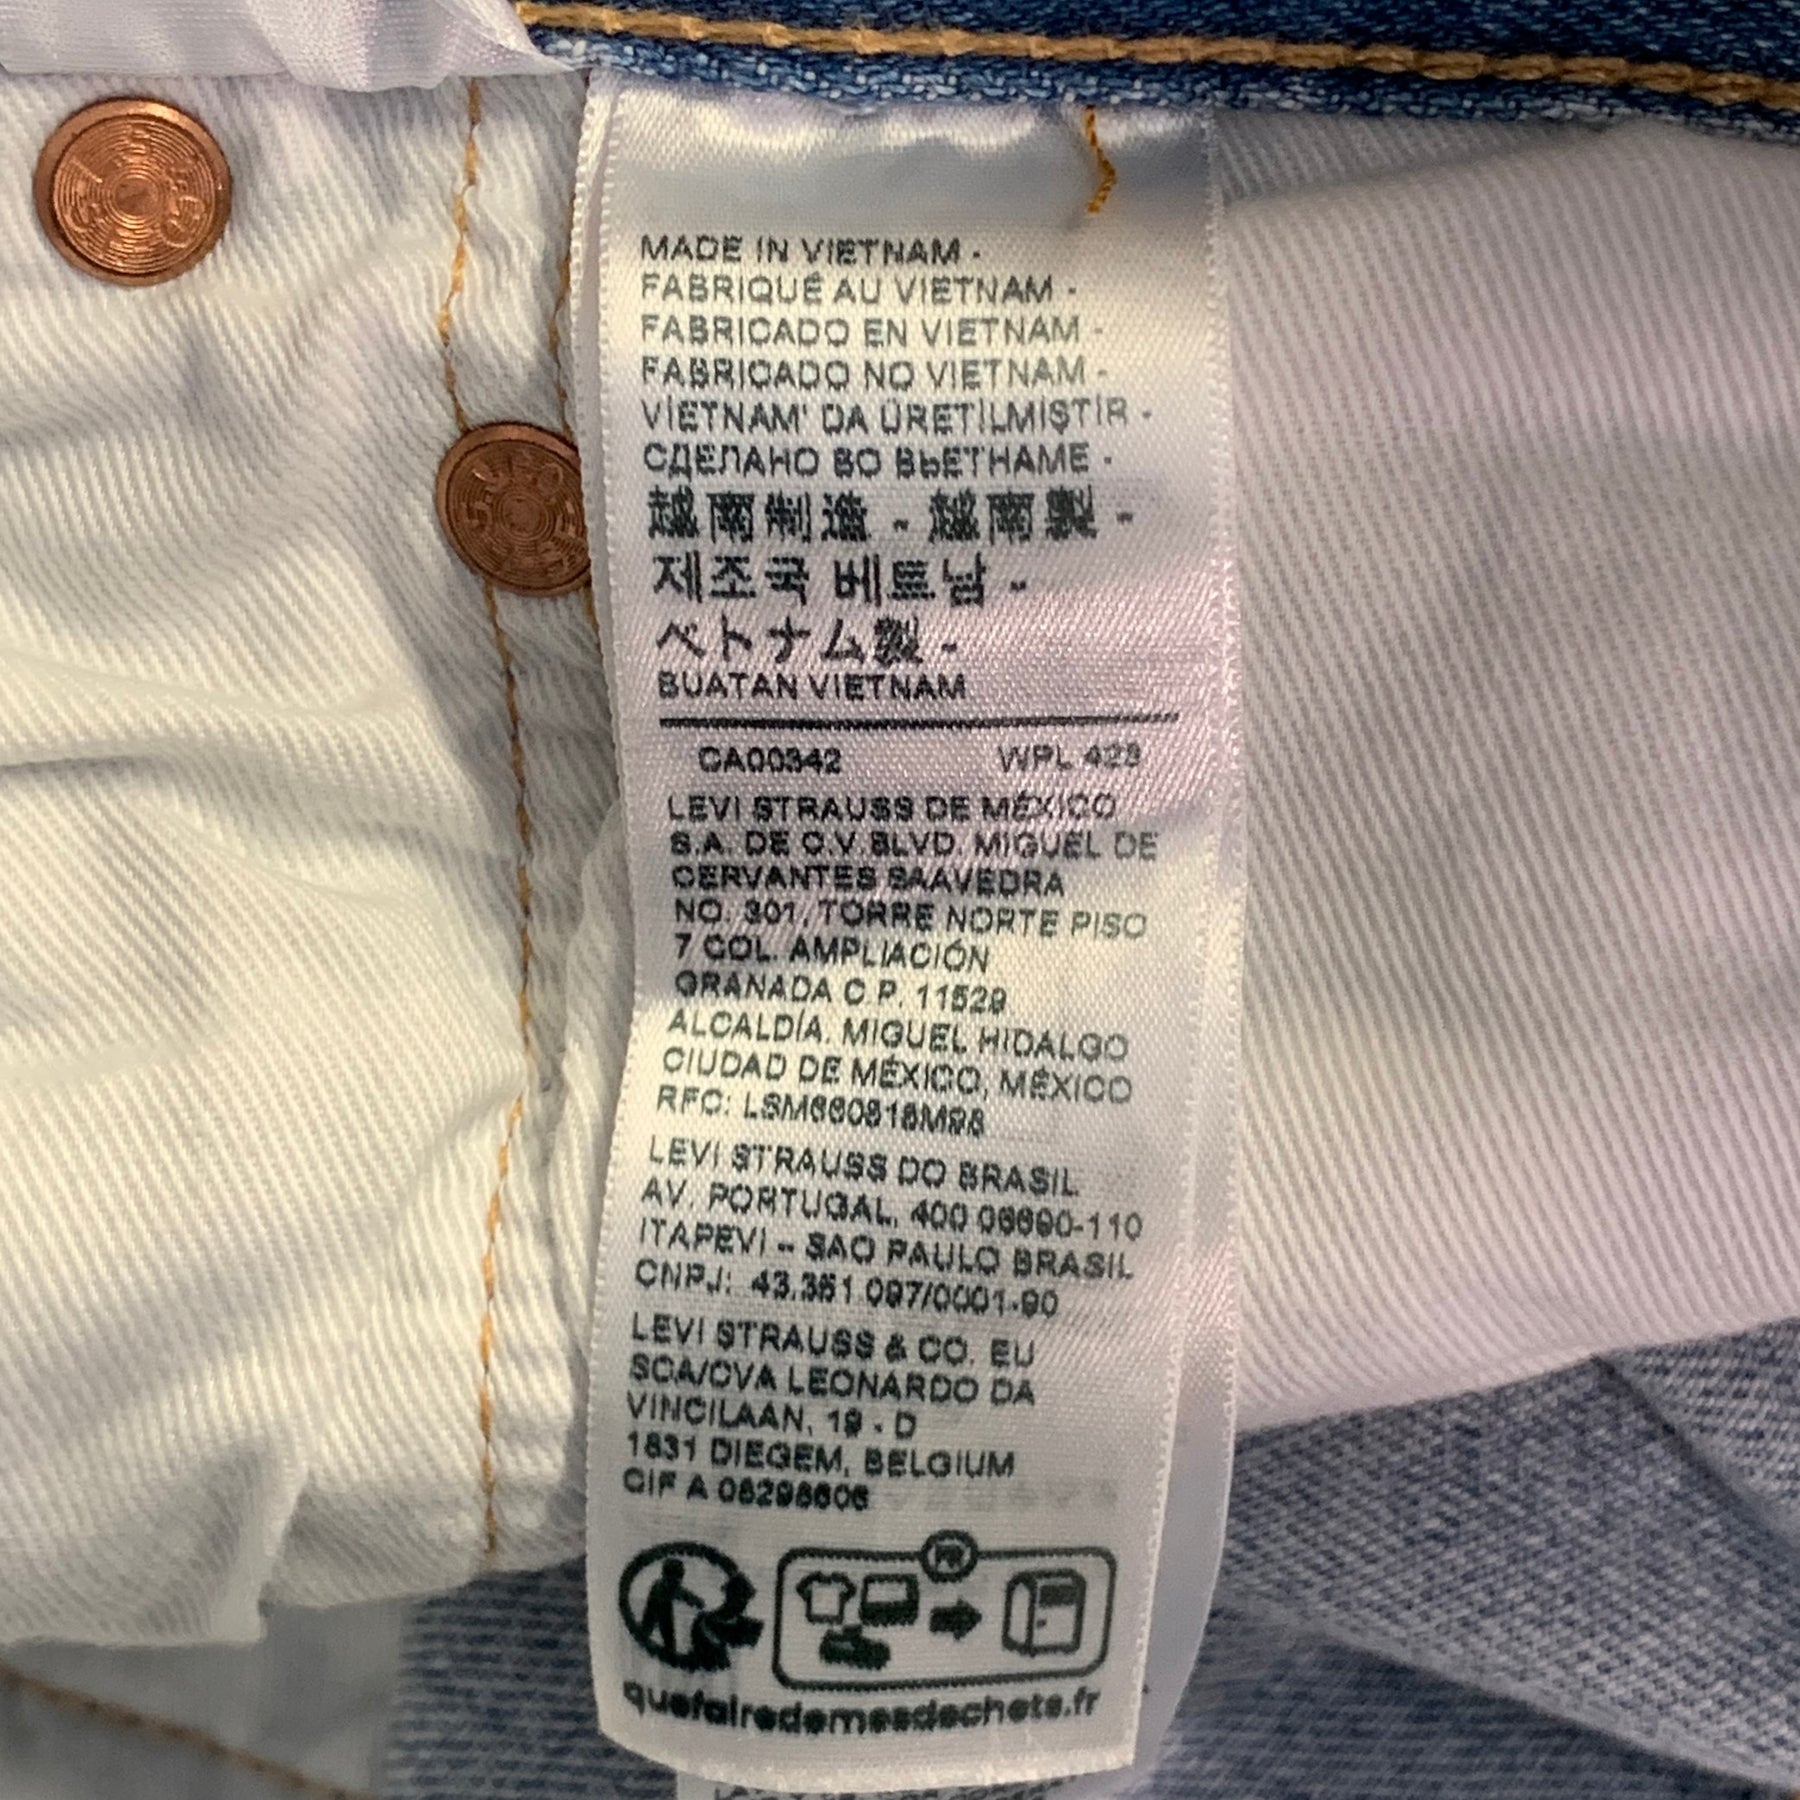 MADE IN VIETNAM -
FABRIQUÉ AU VIETNAM -
FABRICADO EN VIETNAM -
FABRICADO NO VIETNAM -
VİETNAM' DA ÜRETİLMİŞTİR -
СДЕЛАНО ВО ВЬЕТНАМЕ -
越南制造 - 越南製 -
제조국 베트남 -
ベトナム製 -
BUATAN VIETNAM
CA00342 WPL 423
LEVI STRAUSS DE MÉXICO
S.A. DE C.V. BLVD. MIGUEL DE
CERVANTES SAAVEDRA
NO. 301, TORRE NORTE PISO
7 COL. AMPLIACIÓN
GRANADA C.P. 11529
ALCALDÍA. MIGUEL HIDALGO
CIUDAD DE MÉXICO, MÉXICO
RFC:
LEVI STRAUSS DO BRASIL
AV. PORTUGAL, 400 06690-110
ITAPEVI - SAO PAULO BRASIL
CNPJ: 43.351.097/0001-90
LEVI STRAUSS & CO. EU
SCA/CVA LEONARDO DA
VINCILAAN, 19 - D
1831 DIEGEM, BELGIUM
CIF A 08298606
FR
quefairedemesdechets.fr